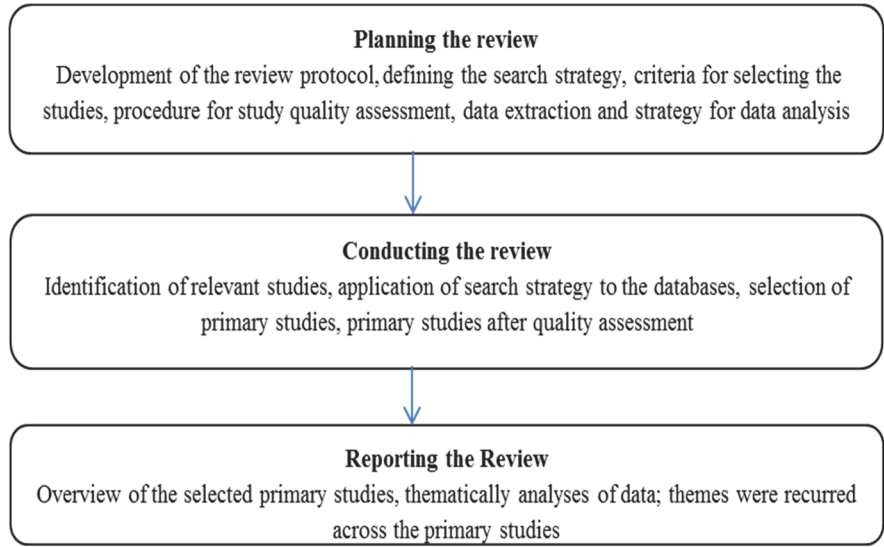 Planning the review
Development of the review protocol, defining the search strategy, criteria for selecting the
studies, procedure for study quality assessment, data extraction and strategy for data analysis
Conducting the review
Identification of relevant studies, application of search strategy to the databases, selection of
primary studies, primary studies after quality assessment
Reporting the Review
Overview of the selected primary studies, thematically analyses of data; themes were recurred
across the primary studies